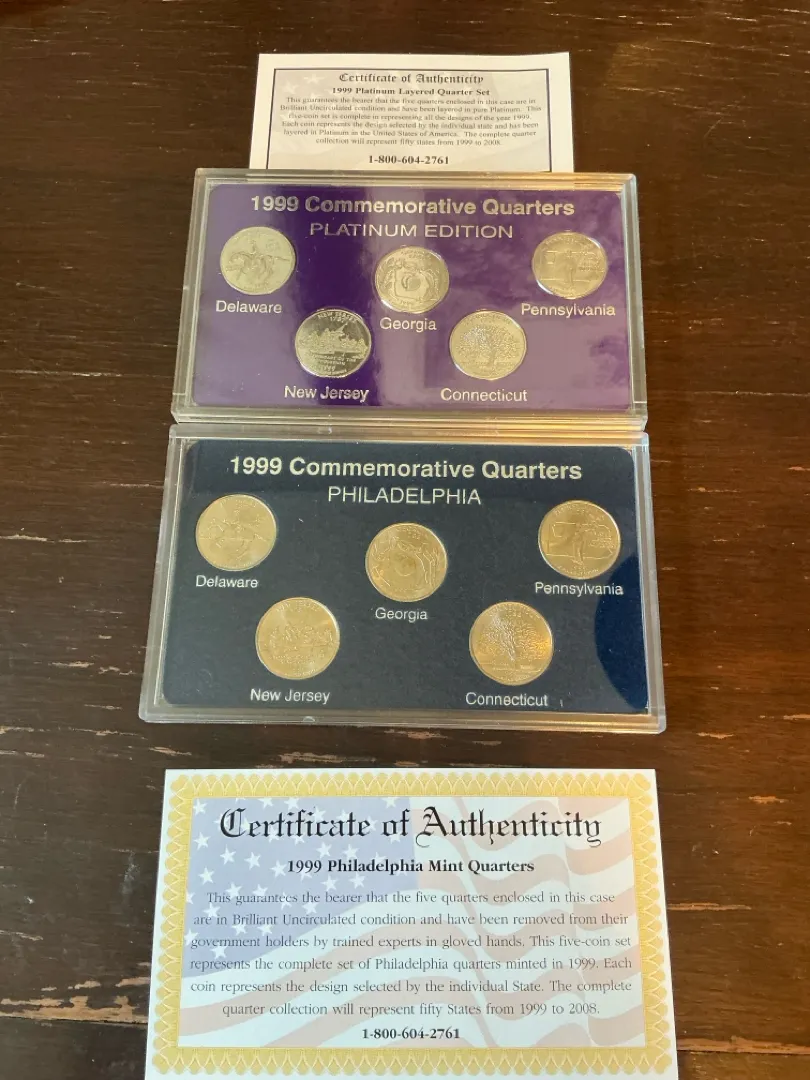 Certificate of Authenticity
1999 Platinum Layered Quarter Set
This guarantees the bearer that the five quarters enclosed in this case are in
Brilliant Uncirculated condition and have been layered in pure Platinum. This
five-coin set is complete in representing all the designs of the year 1999.
Each coin represents the design selected by the individual state and has been
layered in Platinum in the United States of America. The complete quarter
collection will represent fifty states from 1999 to 2008.
1-800-604-2761
1999 Commemorative Quarters
PLATINUM EDITION
Delaware
Georgia
Pennsylvania
NEW JERSEY
1787
New Jersey
Connecticut
1999 Commemorative Quarters
PHILADELPHIA
Delaware
Georgia
Pennsylvania
New Jersey
Connecticut
Certificate of Authenticity
1999 Philadelphia Mint Quarters
This guarantees the bearer that the five quarters enclosed in this case
are in Brilliant Uncirculated condition and have been removed from their
government holders by trained experts in gloved hands. This five-coin set
represents the complete set of Philadelphia quarters minted in 1999. Each
coin represents the design selected by the individual State. The complete
quarter collection will represent fifty States from 1999 to 2008.
1-800-604-2761